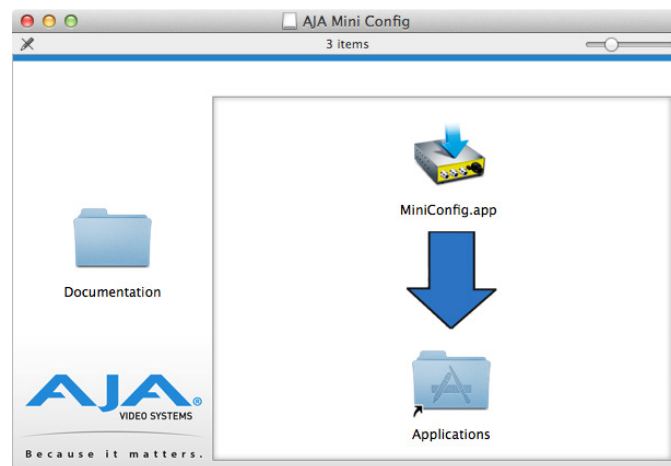 AJA Mini Config
3 items
MiniConfig.app
Documentation
Applications
AJA®
VIDEO SYSTEMS
Because it matters.